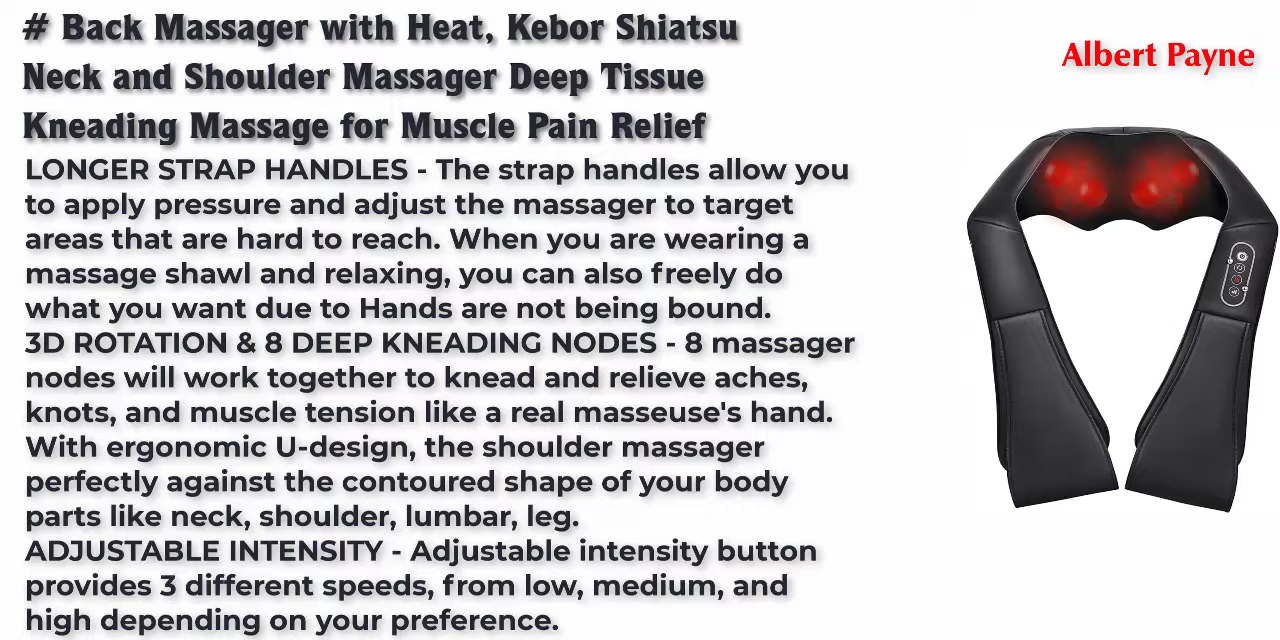 # Back Massager with Heat, Kebor Shiatsu
Neck and Shoulder Massager Deep Tissue
Kneading Massage for Muscle Pain Relief
Albert Payne
LONGER STRAP HANDLES - The strap handles allow you
to apply pressure and adjust the massager to target
areas that are hard to reach. When you are wearing a
massage shawl and relaxing, you can also freely do
what you want due to Hands are not being bound.
3D ROTATION & 8 DEEP KNEADING NODES - 8 massager
nodes will work together to knead and relieve aches,
knots, and muscle tension like a real masseuse's hand.
With ergonomic U-design, the shoulder massager
perfectly against the contoured shape of your body
parts like neck, shoulder, lumbar, leg.
ADJUSTABLE INTENSITY - Adjustable intensity button
provides 3 different speeds, from low, medium, and
high depending on your preference.